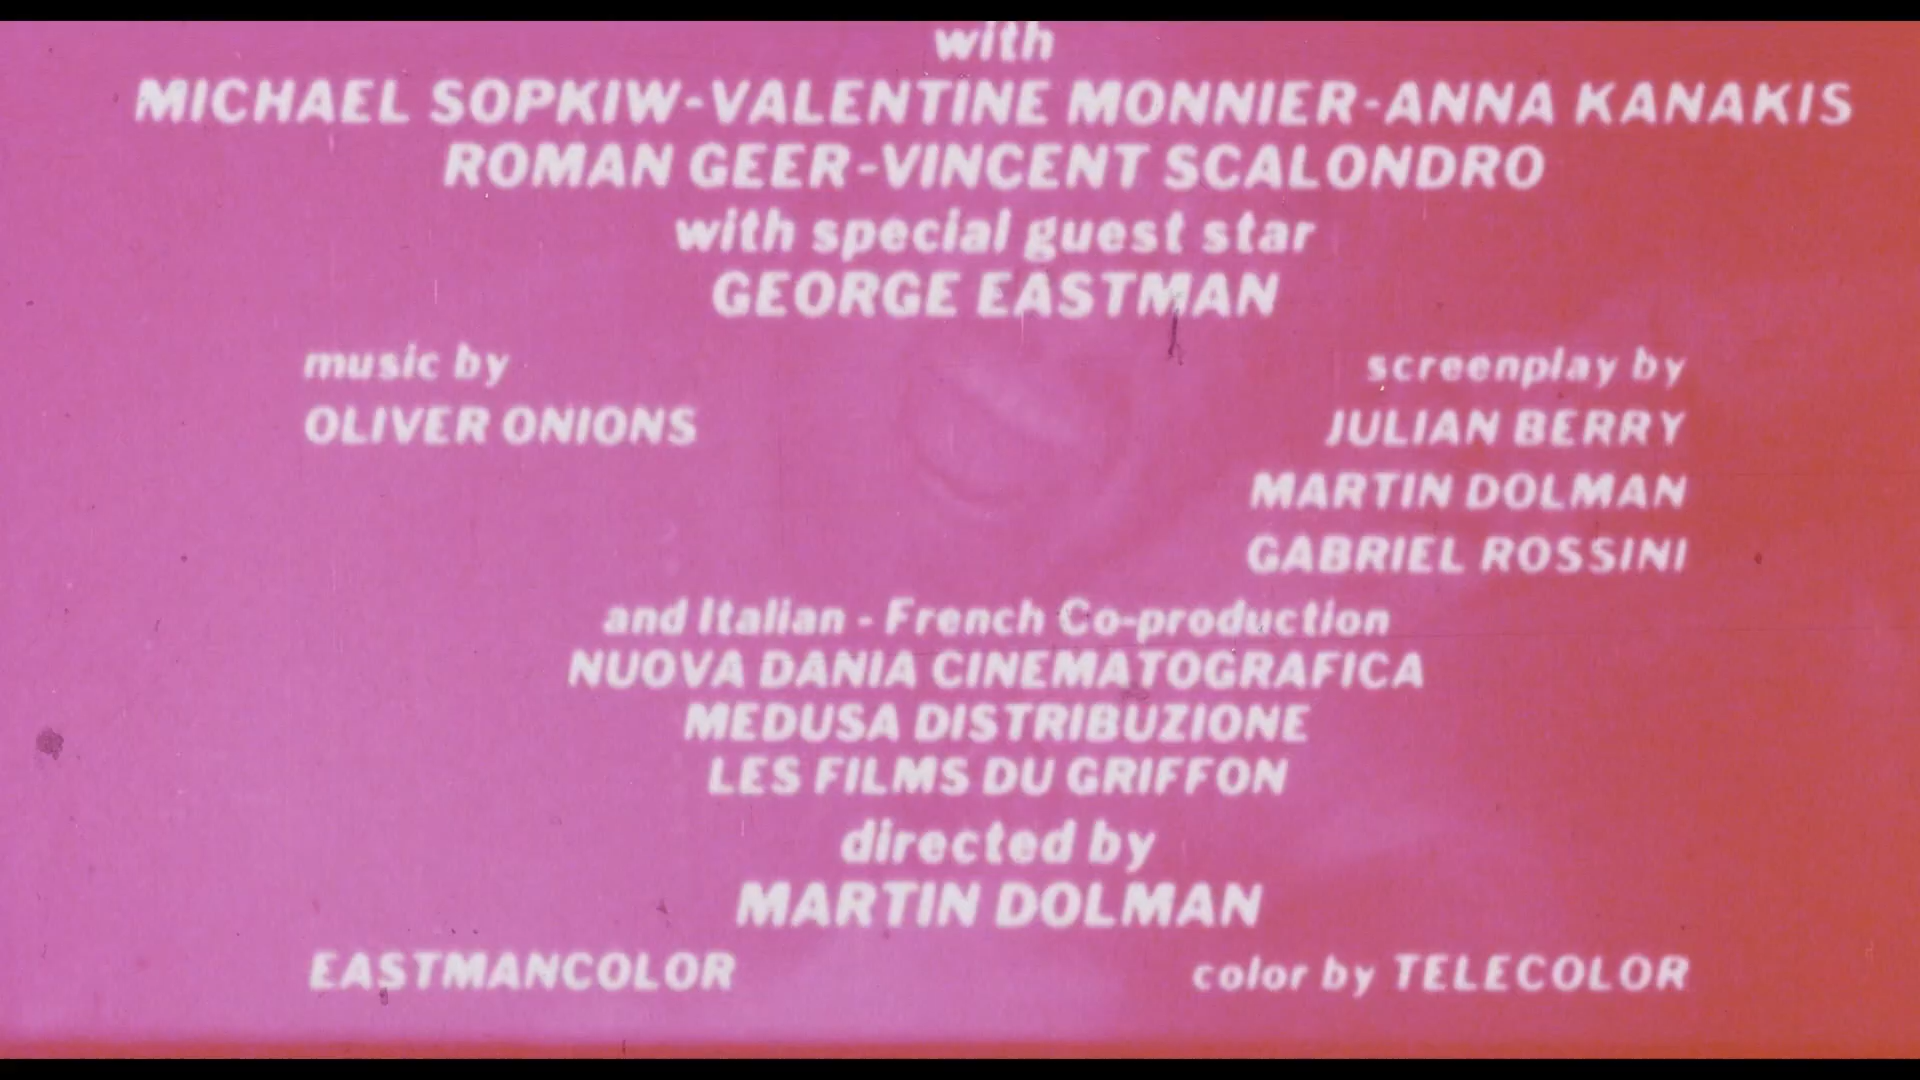 with
MICHAEL SOPKIW-VALENTINE MONNIER-ANNA KANAKIS
ROMAN GEER-VINCENT SCALONDRO
with special guest star
GEORGE EASTMAN
music by
OLIVER ONIONS
screenplay by
JULIAN BERRY
MARTIN DOLMAN
GABRIEL ROSSINI
and Italian - French Co-production
NUOVA DANIA CINEMATOGRAFICA
MEDUSA DISTRIBUZIONE
LES FILMS DU GRIFFON
directed by
MARTIN DOLMAN
EASTMANCOLOR
color by TELECOLOR